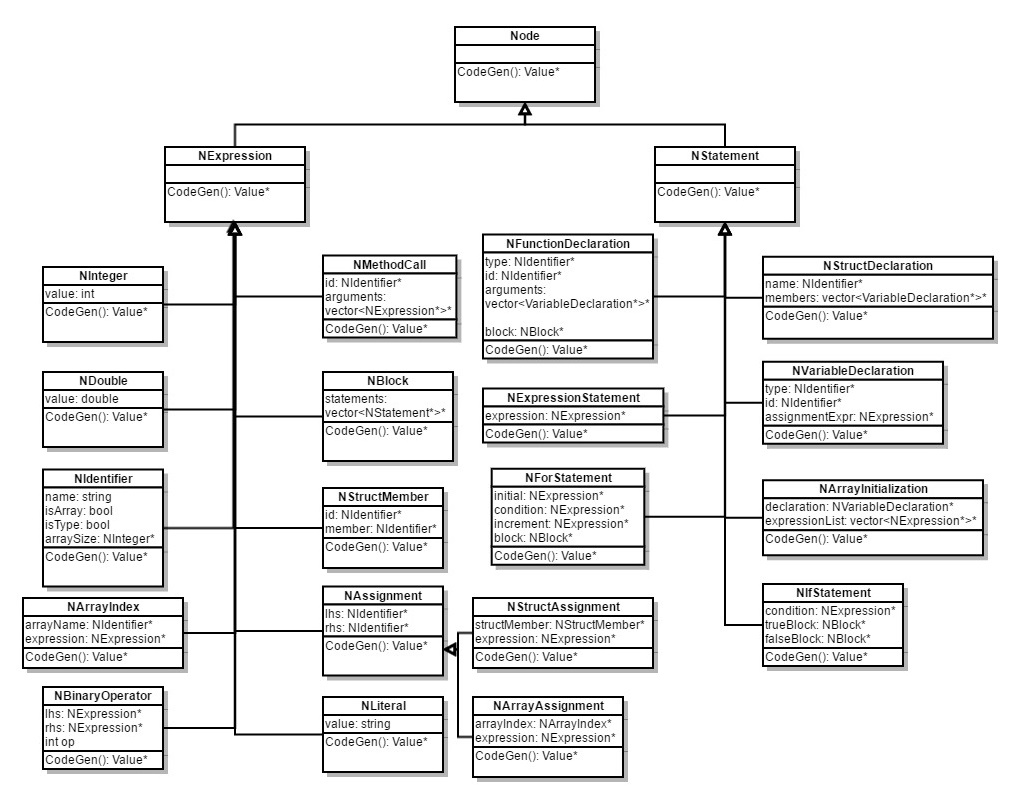 Node
CodeGen(): Value*
NExpression
CodeGen(): Value*
NStatement
CodeGen(): Value*
NInteger
value: int
CodeGen(): Value*
NDouble
value: double
CodeGen(): Value*
NIdentifier
name: string
isArray: bool
isType: bool
arraySize: NInteger*
CodeGen(): Value*
NArrayIndex
arrayName: NIdentifier*
expression: NExpression*
CodeGen(): Value*
NBinaryOperator
lhs: NExpression*
rhs: NExpression*
int op
CodeGen(): Value*
NMethodCall
id: NIdentifier*
arguments:
vector<NExpression*>*
CodeGen(): Value*
NBlock
statements:
vector<NStatement*>*
CodeGen(): Value*
NStructMember
id: NIdentifier*
member: NIdentifier*
CodeGen(): Value*
NAssignment
lhs: NIdentifier*
rhs: NIdentifier*
CodeGen(): Value*
NLiteral
value: string
CodeGen(): Value*
NStructAssignment
structMember: NStructMember*
expression: NExpression*
CodeGen(): Value*
NArrayAssignment
arrayIndex: NArrayIndex*
expression: NExpression*
CodeGen(): Value*
NFunctionDeclaration
type: NIdentifier*
id: NIdentifier*
arguments:
vector<VariableDeclaration*>*
block: NBlock*
CodeGen(): Value*
NExpressionStatement
expression: NExpression*
CodeGen(): Value*
NForStatement
initial: NExpression*
condition: NExpression*
increment: NExpression*
block: NBlock*
CodeGen(): Value*
NStructDeclaration
name: NIdentifier*
members: vector<VariableDeclaration*>*
CodeGen(): Value*
NVariableDeclaration
type: NIdentifier*
id: NIdentifier*
assignmentExpr: NExpression*
CodeGen(): Value*
NArrayInitialization
declaration: NVariableDeclaration*
expressionList: vector<NExpression*>*
CodeGen(): Value*
NIfStatement
condition: NExpression*
trueBlock: NBlock*
falseBlock: NBlock*
CodeGen(): Value*